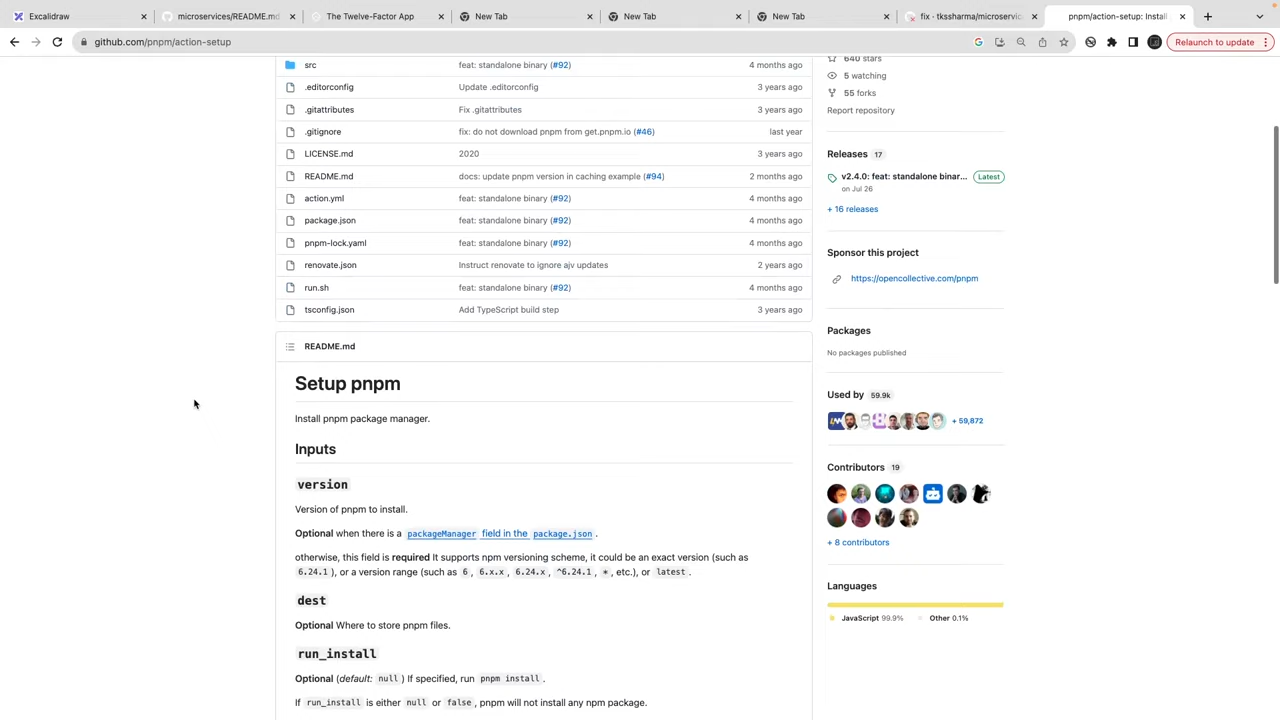 Excalidraw
microservices/README.md
The Twelve-Factor App
New Tab
New Tab
New Tab
fix · tkssharma/microservic
pnpm/action-setup: Install
github.com/pnpm/action-setup
Relaunch to update
src feat: standalone binary (#92) 4 months ago
.editorconfig Update .editorconfig 3 years ago
.gitattributes Fix .gitattributes 3 years ago
.gitignore fix: do not download pnpm from get.pnpm.io (#46) last year
LICENSE.md 2020 3 years ago
README.md docs: update pnpm version in caching example (#94) 2 months ago
action.yml feat: standalone binary (#92) 4 months ago
package.json feat: standalone binary (#92) 4 months ago
pnpm-lock.yaml feat: standalone binary (#92) 4 months ago
renovate.json Instruct renovate to ignore ajv updates 2 years ago
run.sh feat: standalone binary (#92) 4 months ago
tsconfig.json Add TypeScript build step 3 years ago
README.md
Setup pnpm
Install pnpm package manager.
Inputs
version
Version of pnpm to install.
Optional when there is a packageManager field in the package.json .
otherwise, this field is required It supports npm versioning scheme, it could be an exact version (such as
6.24.1 ), or a version range (such as 6 , 6.x.x , 6.24.x , ^6.24.1 , * , etc.), or latest .
dest
Optional Where to store pnpm files.
run_install
Optional (default: null ) If specified, run pnpm install .
If run_install is either null or false , pnpm will not install any npm package.
640 stars
5 watching
55 forks
Report repository
Releases 17
v2.4.0: feat: standalone binar... Latest
on Jul 26
+ 16 releases
Sponsor this project
https://opencollective.com/pnpm
Packages
No packages published
Used by 59.9k
+ 59,872
Contributors 19
+ 8 contributors
Languages
JavaScript 99.9% Other 0.1%